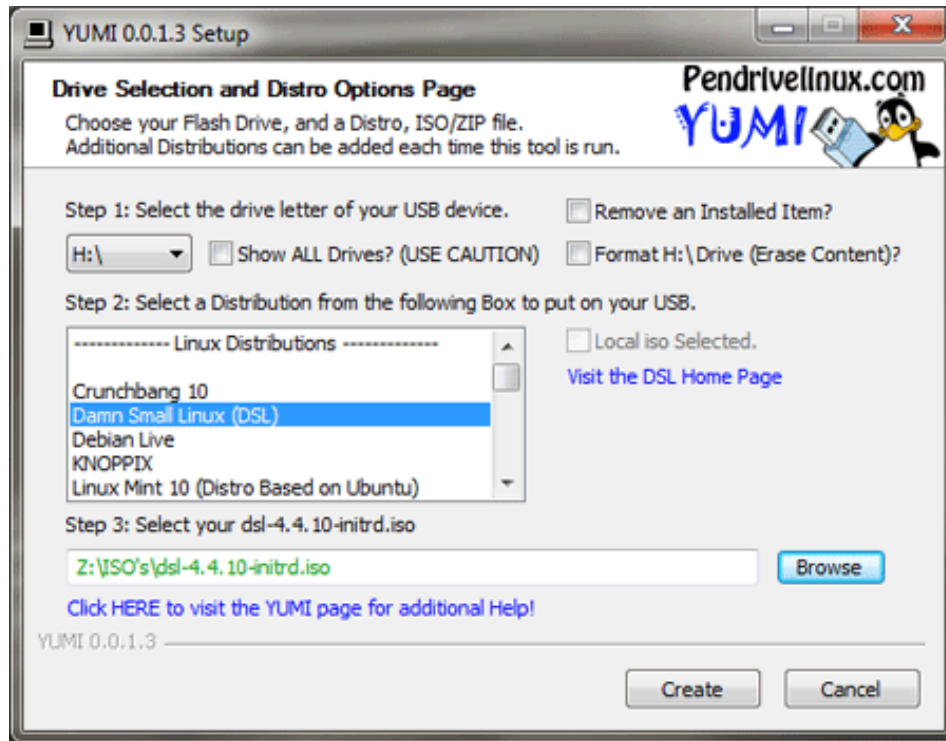 YUMI 0.0.1.3 Setup
Drive Selection and Distro Options Page
Choose your Flash Drive, and a Distro, ISO/ZIP file.
Additional Distributions can be added each time this tool is run.
Pendrivelinux.com
YUMI
Step 1: Select the drive letter of your USB device.
Remove an Installed Item?
H:\
Show ALL Drives? (USE CAUTION)
Format H:\ Drive (Erase Content)?
Step 2: Select a Distribution from the following Box to put on your USB.
------------- Linux Distributions -------------
Crunchbang 10
Damn Small Linux (DSL)
Debian Live
KNOPPIX
Linux Mint 10 (Distro Based on Ubuntu)
Local iso Selected.
Visit the DSL Home Page
Step 3: Select your dsl-4.4.10-initrd.iso
Z:\ISO's\dsl-4.4.10-initrd.iso
Browse
Click HERE to visit the YUMI page for additional Help!
YUMI 0.0.1.3
Create
Cancel